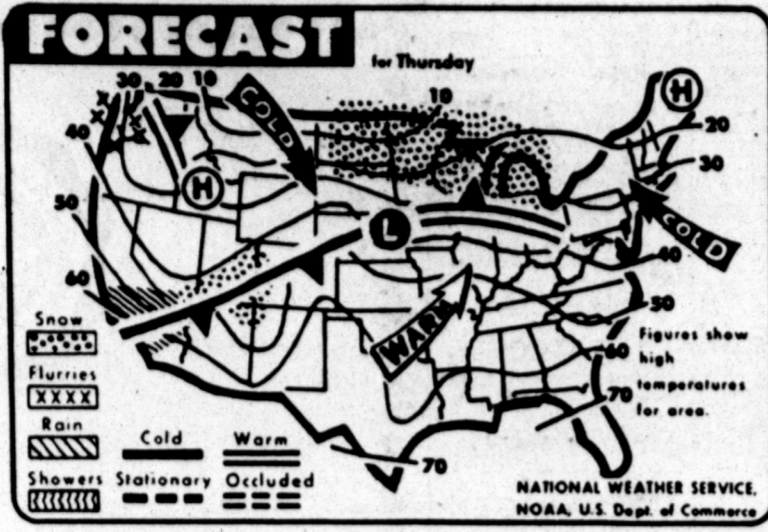 FORECAST
for Thursday
30 20 10
10
H
20
30
40
COLD
H
50
L
COLD
40
60
WARM
50
Snow
Figures show
60
high
Flurries
temperatures
XXXX
70
for area.
Rain
Cold Warm
Showers Stationary Occluded
70
NATIONAL WEATHER SERVICE,
NOAA, U.S. Dept. of Commerce